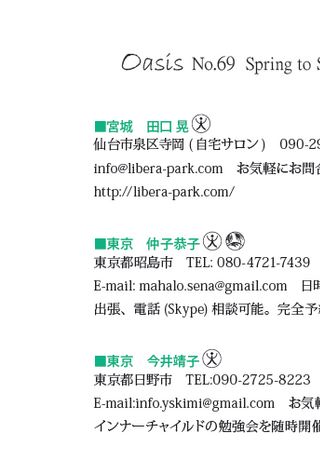 Oasis No.69 Spring to S
■宮城 田口 晃
仙台市泉区寺岡 ( 自宅サロン ) 090-29
info@libera-park.com お気軽にお問合
http://libera-park.com/
■東京 仲子恭子
東京都昭島市 TEL: 080-4721-7439
E-mail: mahalo.sena@gmail.com 日時
出張、電話 (Skype) 相談可能。完全予
■東京 今井靖子
東京都日野市 TEL:090-2725-8223
E-mail:info.yskimi@gmail.com お気軽
インナーチャイルドの勉強会を随時開催